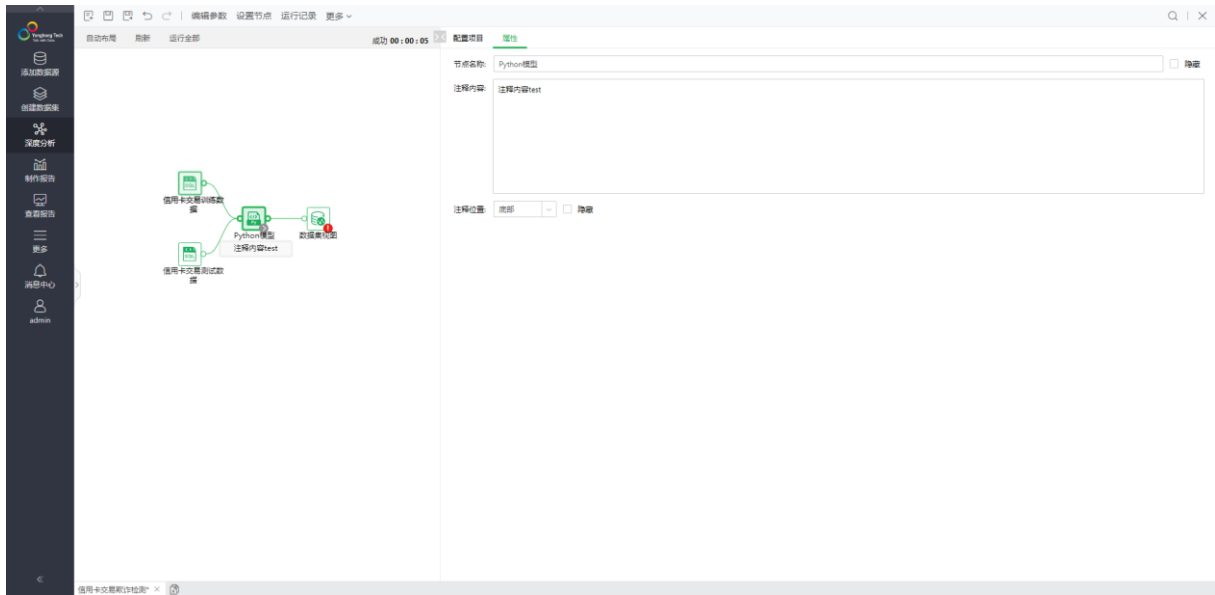 编辑参数 设置节点 运行记录 更多
Yonghong Tech
添加数据源
创建数据集
深度分析
制作报告
查看报告
更多
消息中心
admin
自动布局 刷新 运行全部 成功 00:00:05
信用卡交易训练数
据
Python模型
注释内容test
数据集视图
信用卡交易测试数
据
配置项目 属性
节点名称: Python模型 隐藏
注释内容: 注释内容test
注释位置: 底部 隐藏
信用卡交易欺诈检测*